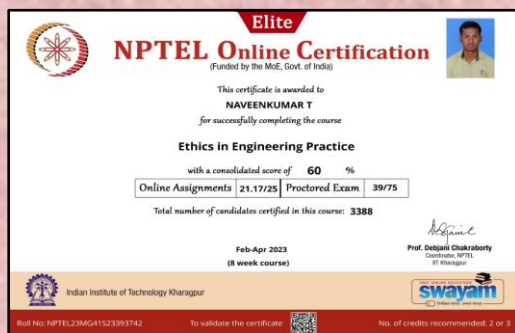 Elite
NPTEL Online Certification
(Funded by the MoE, Govt. of India)
This certificate is awarded to
NAVEENKUMAR T
for successfully completing the course
Ethics in Engineering Practice
with a consolidated score of 60 %
Online Assignments 21.17/25 Proctored Exam 39/75
Total number of candidates certified in this course: 3388
Feb-Apr 2023
(8 week course)
Prof. Debjani Chakraborty
Coordinator, NPTEL
IIT Kharagpur
Indian Institute of Technology Kharagpur
FREE ONLINE EDUCATION
swayam
Roll No: NPTEL23MG41S23393742
To validate the certificate
No. of credits recommended: 2 or 3